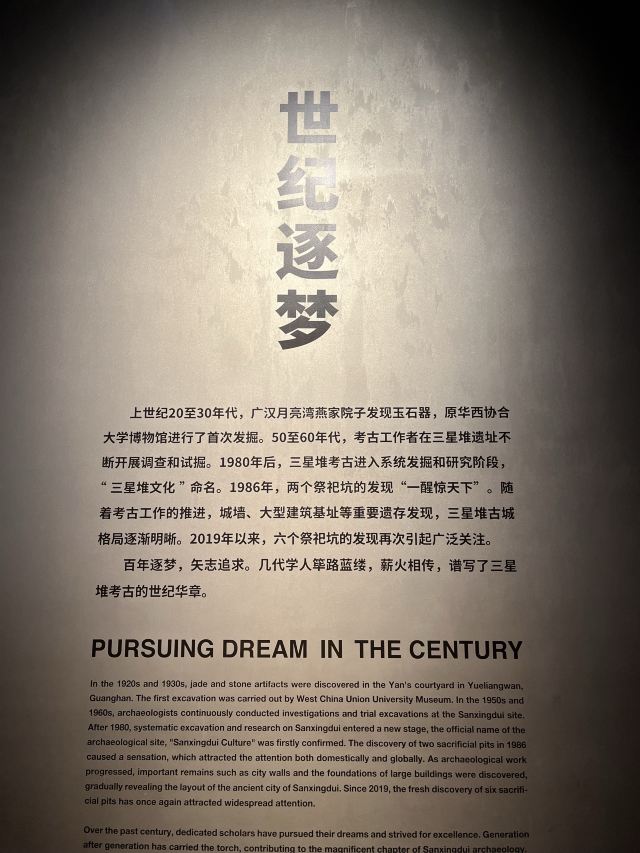 世纪逐梦
上世纪20至30年代，广汉月亮湾燕家院子发现玉石器，原华西协合
大学博物馆进行了首次发掘。50至60年代，考古工作者在三星堆遗址不
断开展调查和试掘。1980年后，三星堆考古进入系统发掘和研究阶段，
“三星堆文化”命名。1986年，两个祭祀坑的发现“一醒惊天下”。随
着考古工作的推进，城墙、大型建筑基址等重要遗存发现，三星堆古城
格局逐渐明晰。2019年以来，六个祭祀坑的发现再次引起广泛关注。
百年逐梦，矢志追求。几代学人筚路蓝缕，薪火相传，谱写了三星
堆考古的世纪华章。
PURSUING DREAM IN THE CENTURY
In the 1920s and 1930s, jade and stone artifacts were discovered in the Yan's courtyard in Yueliangwan,
Guanghan. The first excavation was carried out by West China Union University Museum. In the 1950s and
1960s, archaeologists continuously conducted investigations and trial excavations at the Sanxingdui site.
After 1980, systematic excavation and research on Sanxingdui entered a new stage, the official name of the
archaeological site, "Sanxingdui Culture" was firstly confirmed. The discovery of two sacrificial pits in 1986
caused a sensation, which attracted the attention both domestically and globally. As archaeological work
progressed, important remains such as city walls and the foundations of large buildings were discovered,
gradually revealing the layout of the ancient city of Sanxingdui. Since 2019, the fresh discovery of six sacrifi-
cial pits has once again attracted widespread attention.
Over the past century, dedicated scholars have pursued their dreams and strived for excellence. Generation
after generation has carried the torch, contributing to the magnificent chapter of Sanxingdui archaeology.